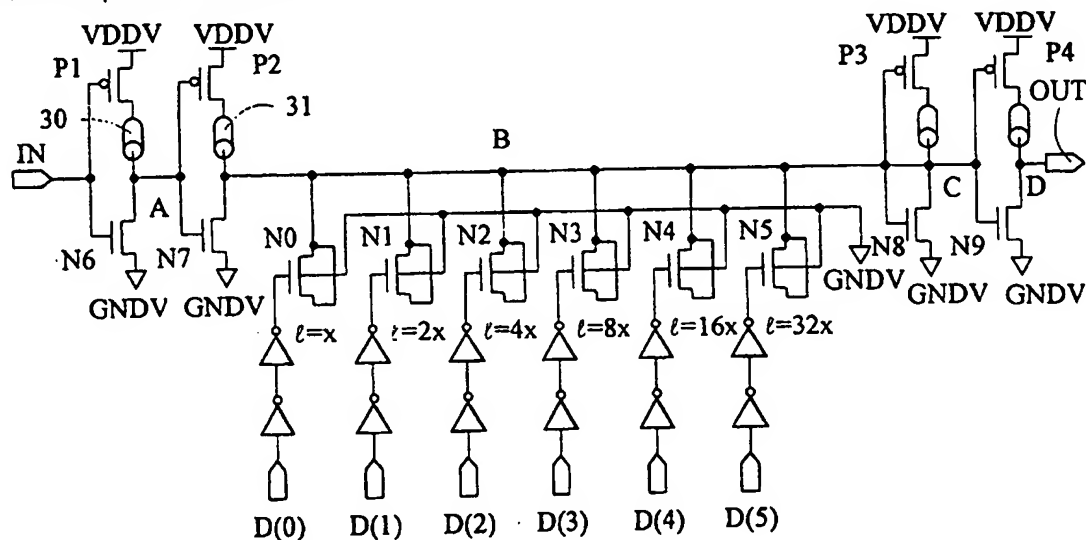 VDDV VDDV VDDV VDDV
P1 P2 P3 P4
30 31 OUT
IN B
A C D
N6 N7 N0 N1 N2 N3 N4 N5 N8 N9
GNDV GNDV GNDV GNDV
ℓ=x ℓ=2x ℓ=4x ℓ=8x ℓ=16x ℓ=32x
D(0) D(1) D(2) D(3) D(4) D(5)